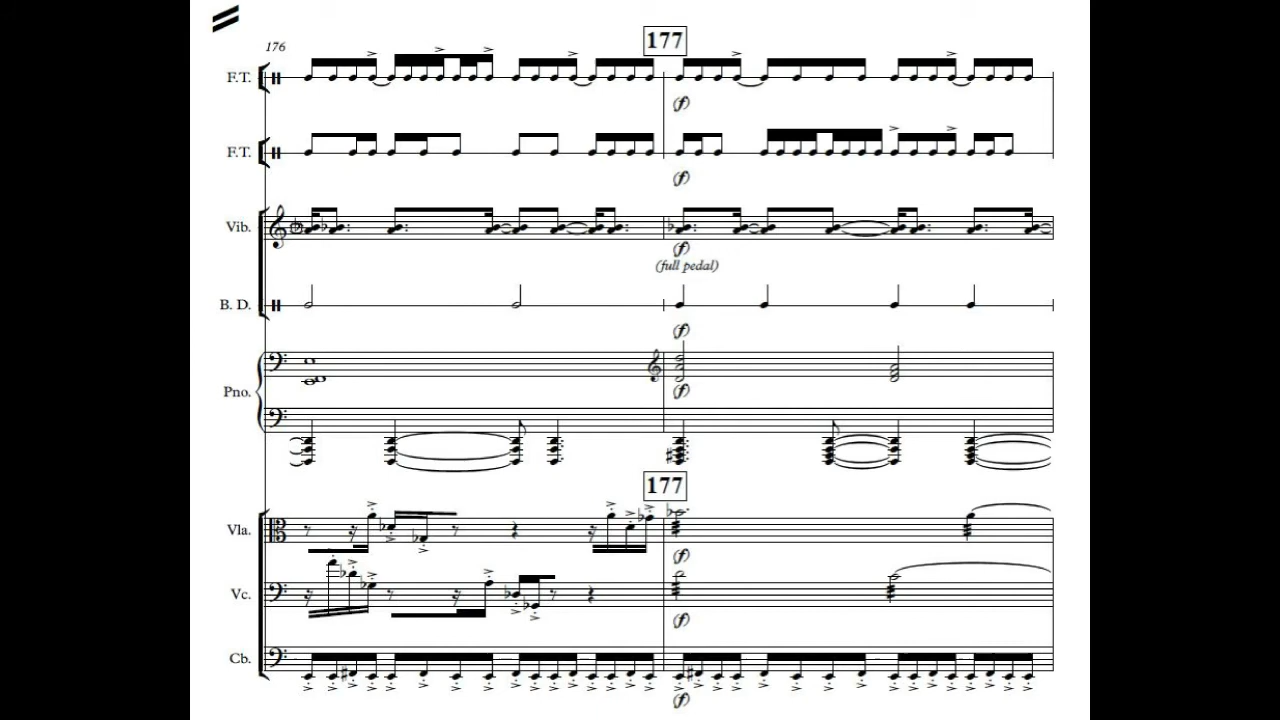 176
177
F.T.
(f)
F.T.
(f)
Vib.
(f)
(full pedal)
B. D.
(f)
Pno.
(f)
177
Vla.
(f)
Vc.
(f)
Cb.
(f)